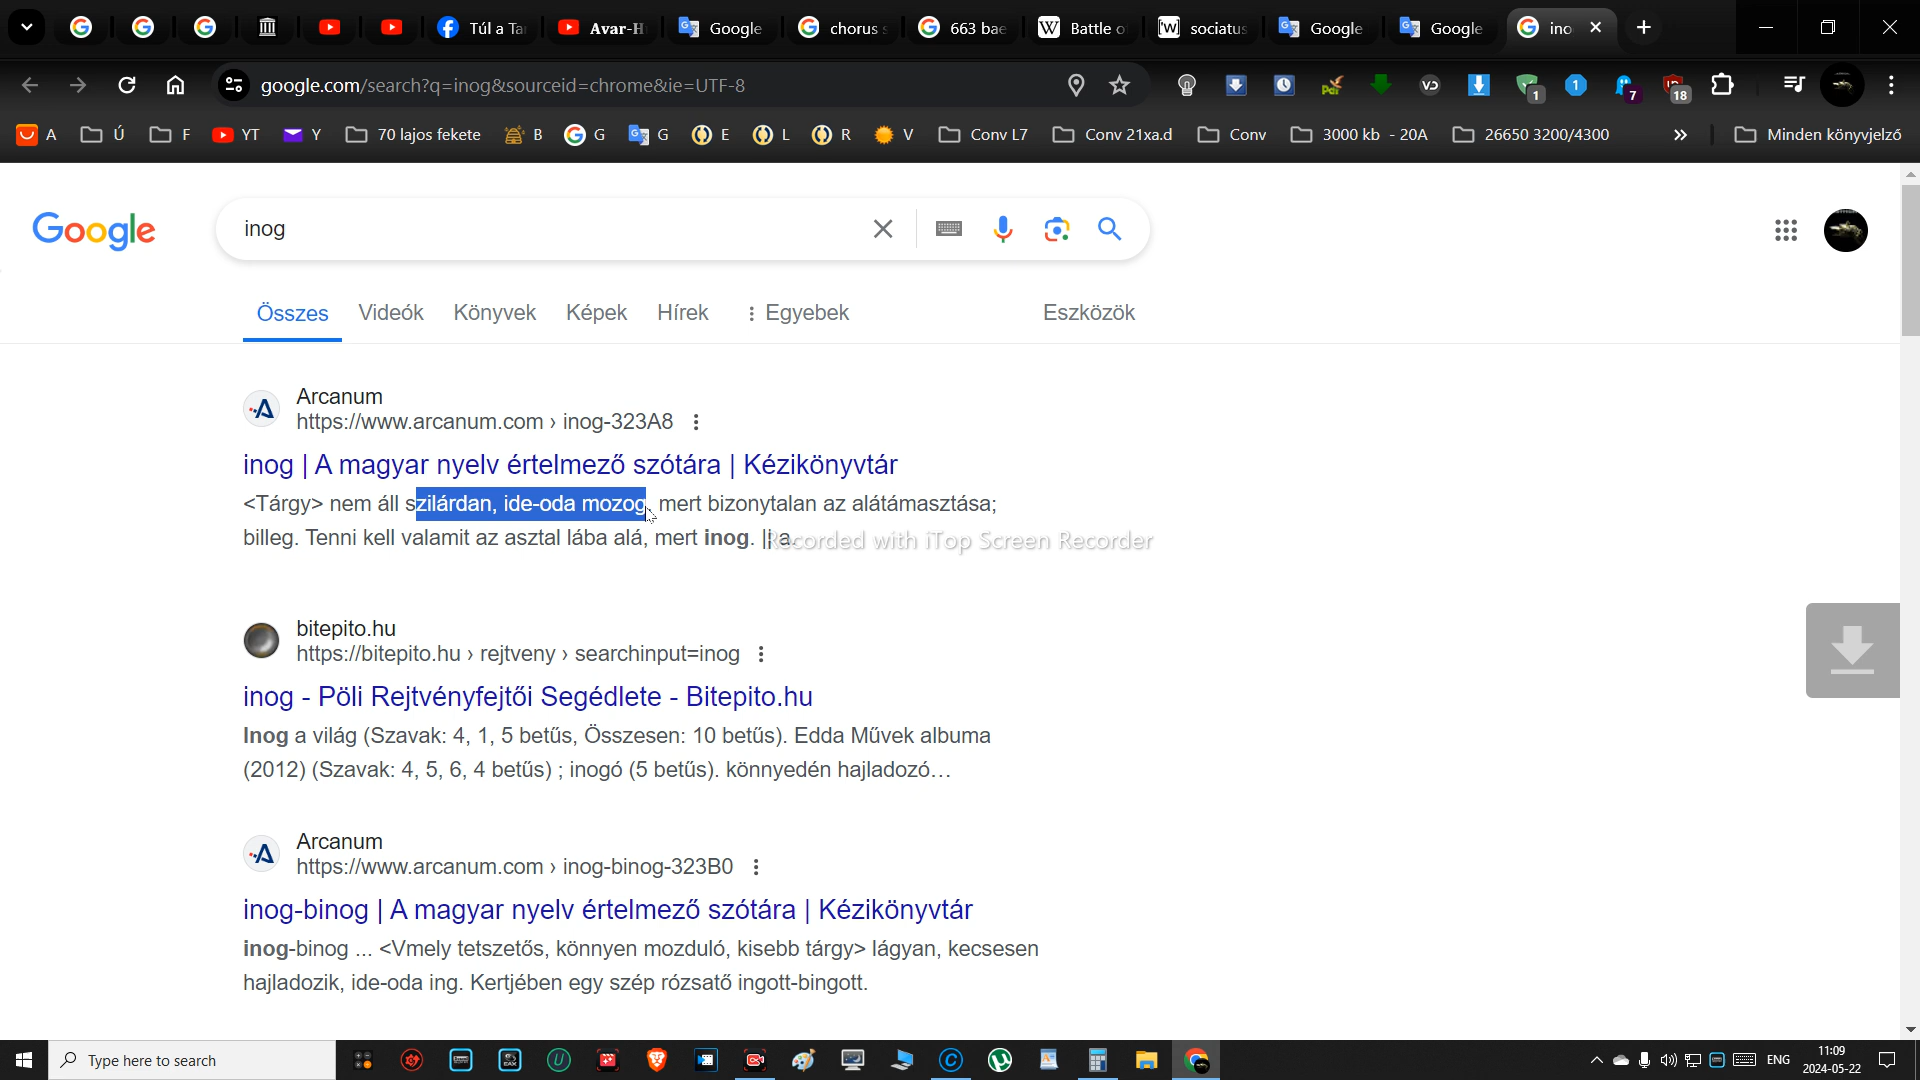 Túl a Ta
Avar-H
Google
chorus s
663 bae
Battle o
sociatus
Google
Google
ino
google.com/search?q=inog&sourceid=chrome&ie=UTF-8
1
7
18
A Ú F YT Y 70 lajos fekete B G G E L R V Conv L7 Conv 21xa.d Conv 3000 kb - 20A 26650 3200/4300 » Minden könyvjelző
Google
inog
Összes Videók Könyvek Képek Hírek Egyebek Eszközök
Arcanum
https://www.arcanum.com › inog-323A8
inog | A magyar nyelv értelmező szótára | Kézikönyvtár
<Tárgy> nem áll szilárdan, ide-oda mozog, mert bizonytalan az alátámasztása;
billeg. Tenni kell valamit az asztal lába alá, mert inog. || a.
Recorded with iTop Screen Recorder
bitepito.hu
https://bitepito.hu › rejtveny › searchinput=inog
inog - Pöli Rejtvényfejtői Segédlete - Bitepito.hu
Inog a világ (Szavak: 4, 1, 5 betűs, Összesen: 10 betűs). Edda Művek albuma
(2012) (Szavak: 4, 5, 6, 4 betűs) ; inogó (5 betűs). könnyedén hajladozó...
Arcanum
https://www.arcanum.com › inog-binog-323B0
inog-binog | A magyar nyelv értelmező szótára | Kézikönyvtár
inog-binog ... <Vmely tetszetős, könnyen mozduló, kisebb tárgy> lágyan, kecsesen
hajladozik, ide-oda ing. Kertjében egy szép rózsatő ingott-bingott.
Type here to search
ENG
11:09
2024-05-22